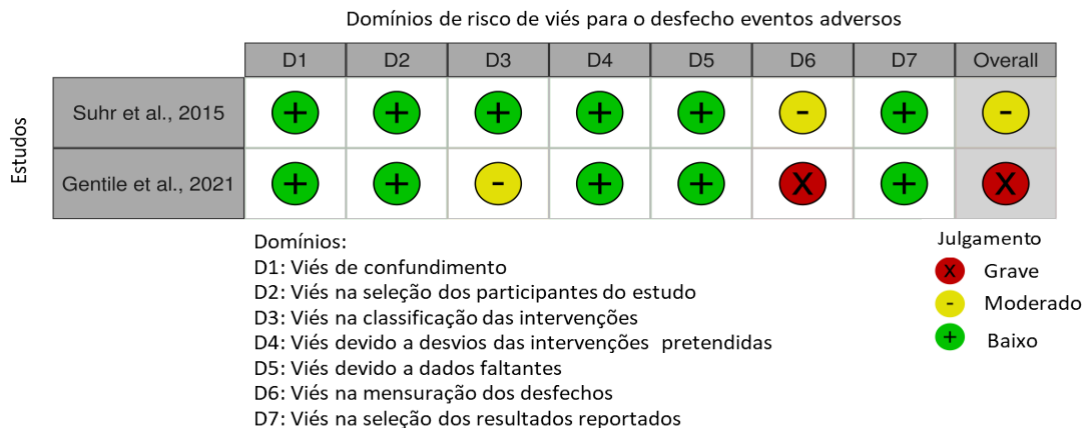 Domínios de risco de viés para o desfecho eventos adversos
D1 D2 D3 D4 D5 D6 D7 Overall
Estudos
Suhr et al., 2015 + + + + + - + -
Gentile et al., 2021 + + - + + X + X
Domínios:
D1: Viés de confundimento
D2: Viés na seleção dos participantes do estudo
D3: Viés na classificação das intervenções
D4: Viés devido a desvios das intervenções pretendidas
D5: Viés devido a dados faltantes
D6: Viés na mensuração dos desfechos
D7: Viés na seleção dos resultados reportados
Julgamento
X Grave
- Moderado
+ Baixo